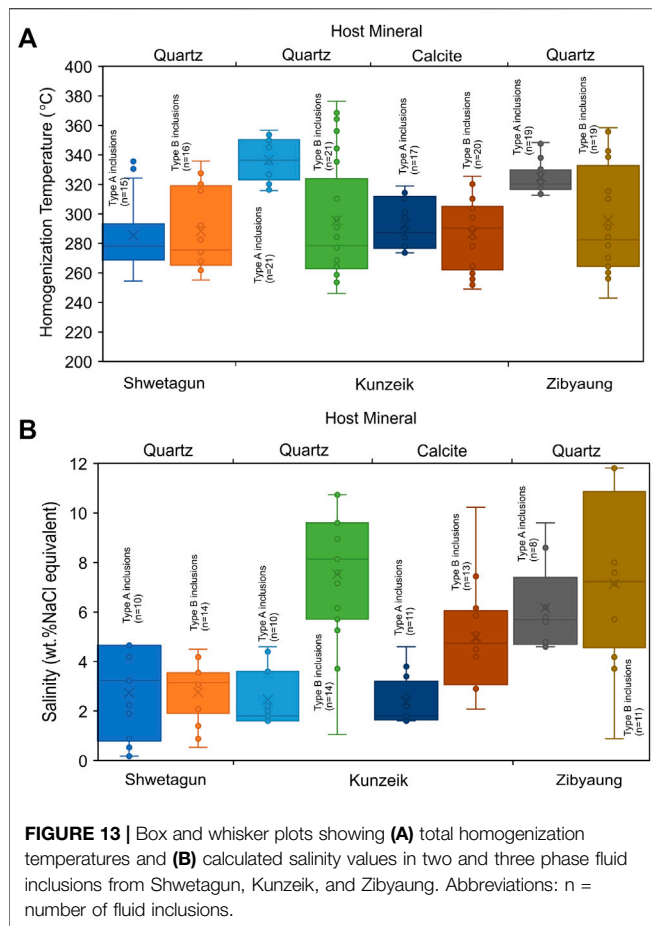 A
Host Mineral
Quartz Quartz Calcite Quartz
Homogenization Temperature (°C)
400
380
360
340
320
300
280
260
240
220
200
Type A inclusions
(n=15)
Type B inclusions
(n=16)
Type A inclusions
(n=21)
Type B inclusions
(n=21)
Type A inclusions
(n=17)
Type B inclusions
(n=20)
Type A inclusions
(n=19)
Type B inclusions
(n=19)
Shwetagun Kunzeik Zibyaung
B
Host Mineral
Quartz Quartz Calcite Quartz
Salinity (wt.%NaCl equivalent)
12
10
8
6
4
2
0
Type A inclusions
(n=10)
Type B inclusions
(n=14)
Type A inclusions
(n=10)
Type B inclusions
(n=14)
Type A inclusions
(n=11)
Type B inclusions
(n=13)
Type A inclusions
(n=8)
Type B inclusions
(n=11)
Shwetagun Kunzeik Zibyaung
FIGURE 13 | Box and whisker plots showing (A) total homogenization
temperatures and (B) calculated salinity values in two and three phase fluid
inclusions from Shwetagun, Kunzeik, and Zibyaung. Abbreviations: n =
number of fluid inclusions.